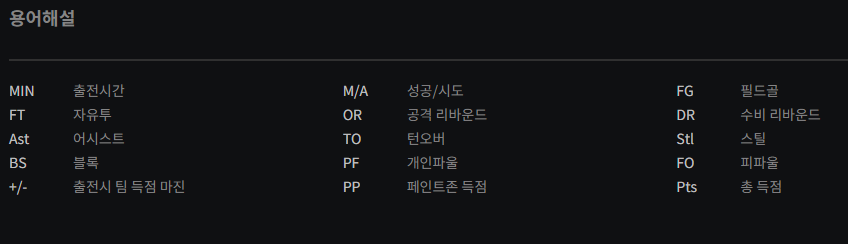 용어해설
MIN 출전시간 M/A 성공/시도 FG 필드골
FT 자유투 OR 공격 리바운드 DR 수비 리바운드
Ast 어시스트 TO 턴오버 Stl 스틸
BS 블록 PF 개인파울 FO 피파울
+/- 출전시 팀 득점 마진 PP 페인트존 득점 Pts 총 득점